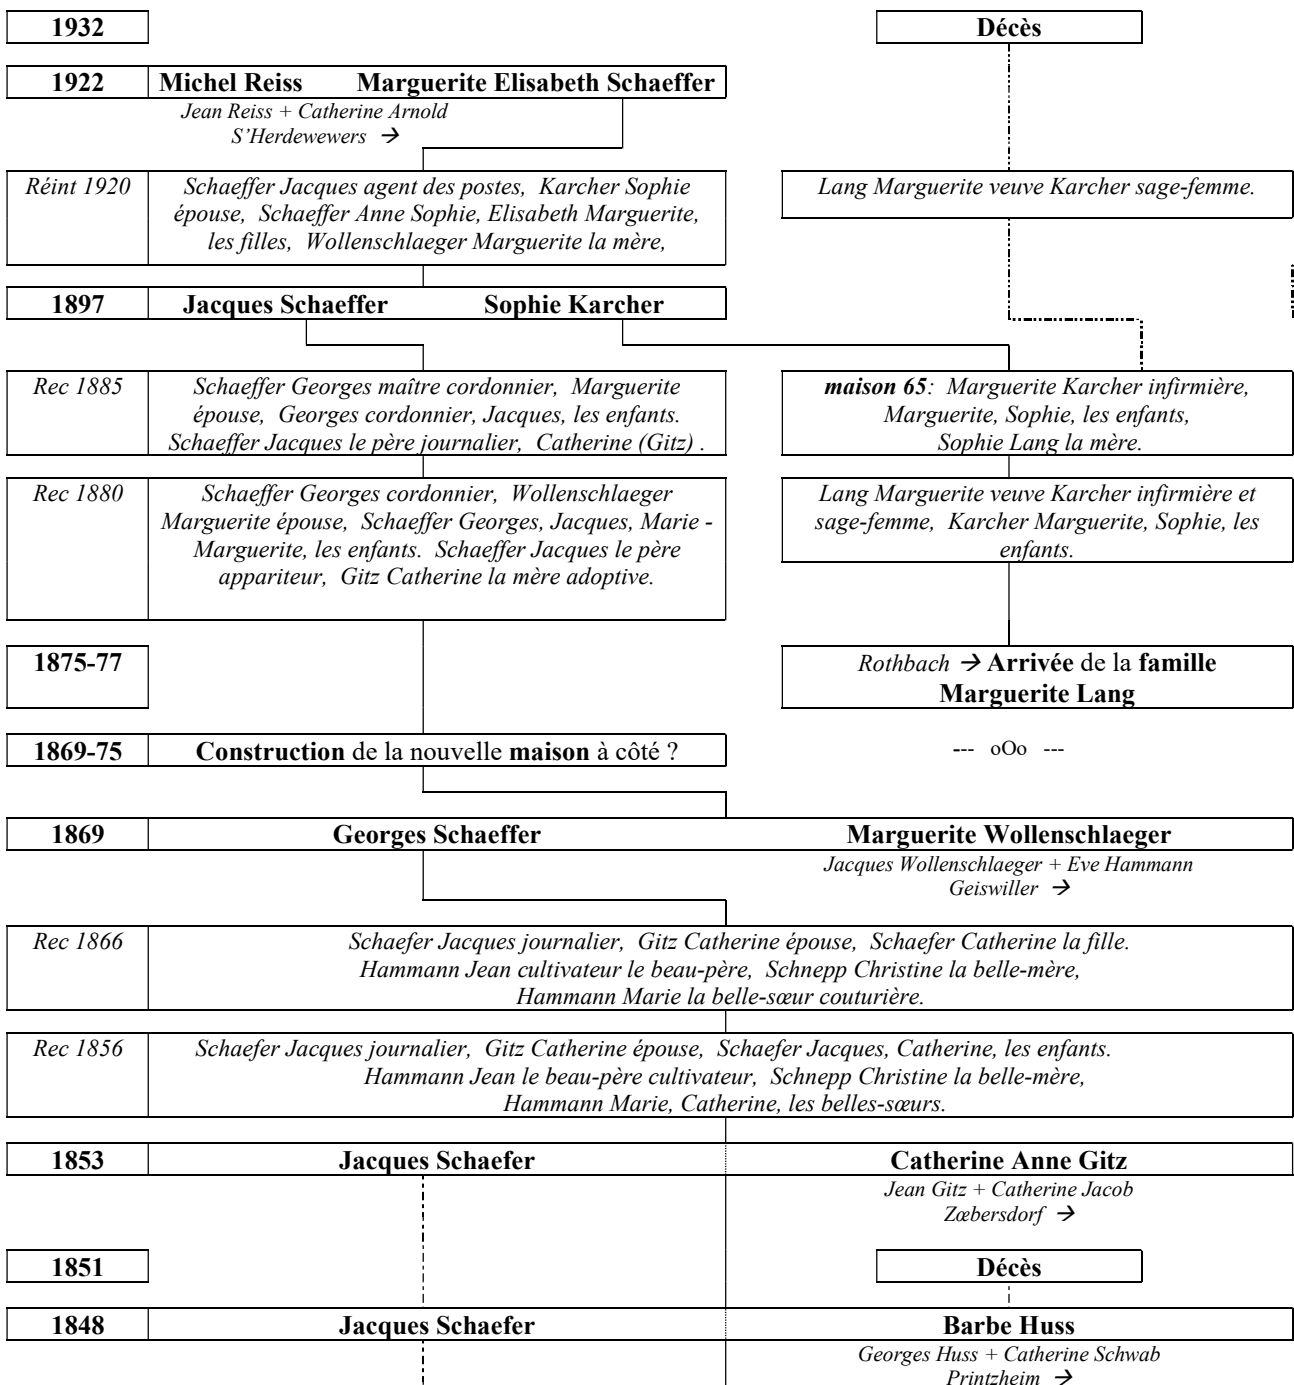 1932
Décès
1922 Michel Reiss Marguerite Elisabeth Schaeffer
Jean Reiss + Catherine Arnold
S'Herdewewers →
Réint 1920
Schaeffer Jacques agent des postes, Karcher Sophie
épouse, Schaeffer Anne Sophie, Elisabeth Marguerite,
les filles, Wollenschlaeger Marguerite la mère,
Lang Marguerite veuve Karcher sage-femme.
1897 Jacques Schaeffer Sophie Karcher
Rec 1885
Schaeffer Georges maître cordonnier, Marguerite
épouse, Georges cordonnier, Jacques, les enfants.
Schaeffer Jacques le père journalier, Catherine (Gitz) .
maison 65: Marguerite Karcher infirmière,
Marguerite, Sophie, les enfants,
Sophie Lang la mère.
Rec 1880
Schaeffer Georges cordonnier, Wollenschlaeger
Marguerite épouse, Schaeffer Georges, Jacques, Marie -
Marguerite, les enfants. Schaeffer Jacques le père
appariteur, Gitz Catherine la mère adoptive.
Lang Marguerite veuve Karcher infirmière et
sage-femme, Karcher Marguerite, Sophie, les
enfants.
1875-77
Rothbach → Arrivée de la famille
Marguerite Lang
1869-75 Construction de la nouvelle maison à côté ?
--- oOo ---
1869 Georges Schaeffer Marguerite Wollenschlaeger
Jacques Wollenschlaeger + Eve Hammann
Geiswiller →
Rec 1866
Schaefer Jacques journalier, Gitz Catherine épouse, Schaefer Catherine la fille.
Hammann Jean cultivateur le beau-père, Schnepp Christine la belle-mère,
Hammann Marie la belle-sœur couturière.
Rec 1856
Schaefer Jacques journalier, Gitz Catherine épouse, Schaefer Jacques, Catherine, les enfants.
Hammann Jean le beau-père cultivateur, Schnepp Christine la belle-mère,
Hammann Marie, Catherine, les belles-sœurs.
1853 Jacques Schaefer Catherine Anne Gitz
Jean Gitz + Catherine Jacob
Zœbersdorf →
1851
Décès
1848 Jacques Schaefer Barbe Huss
Georges Huss + Catherine Schwab
Printzheim →